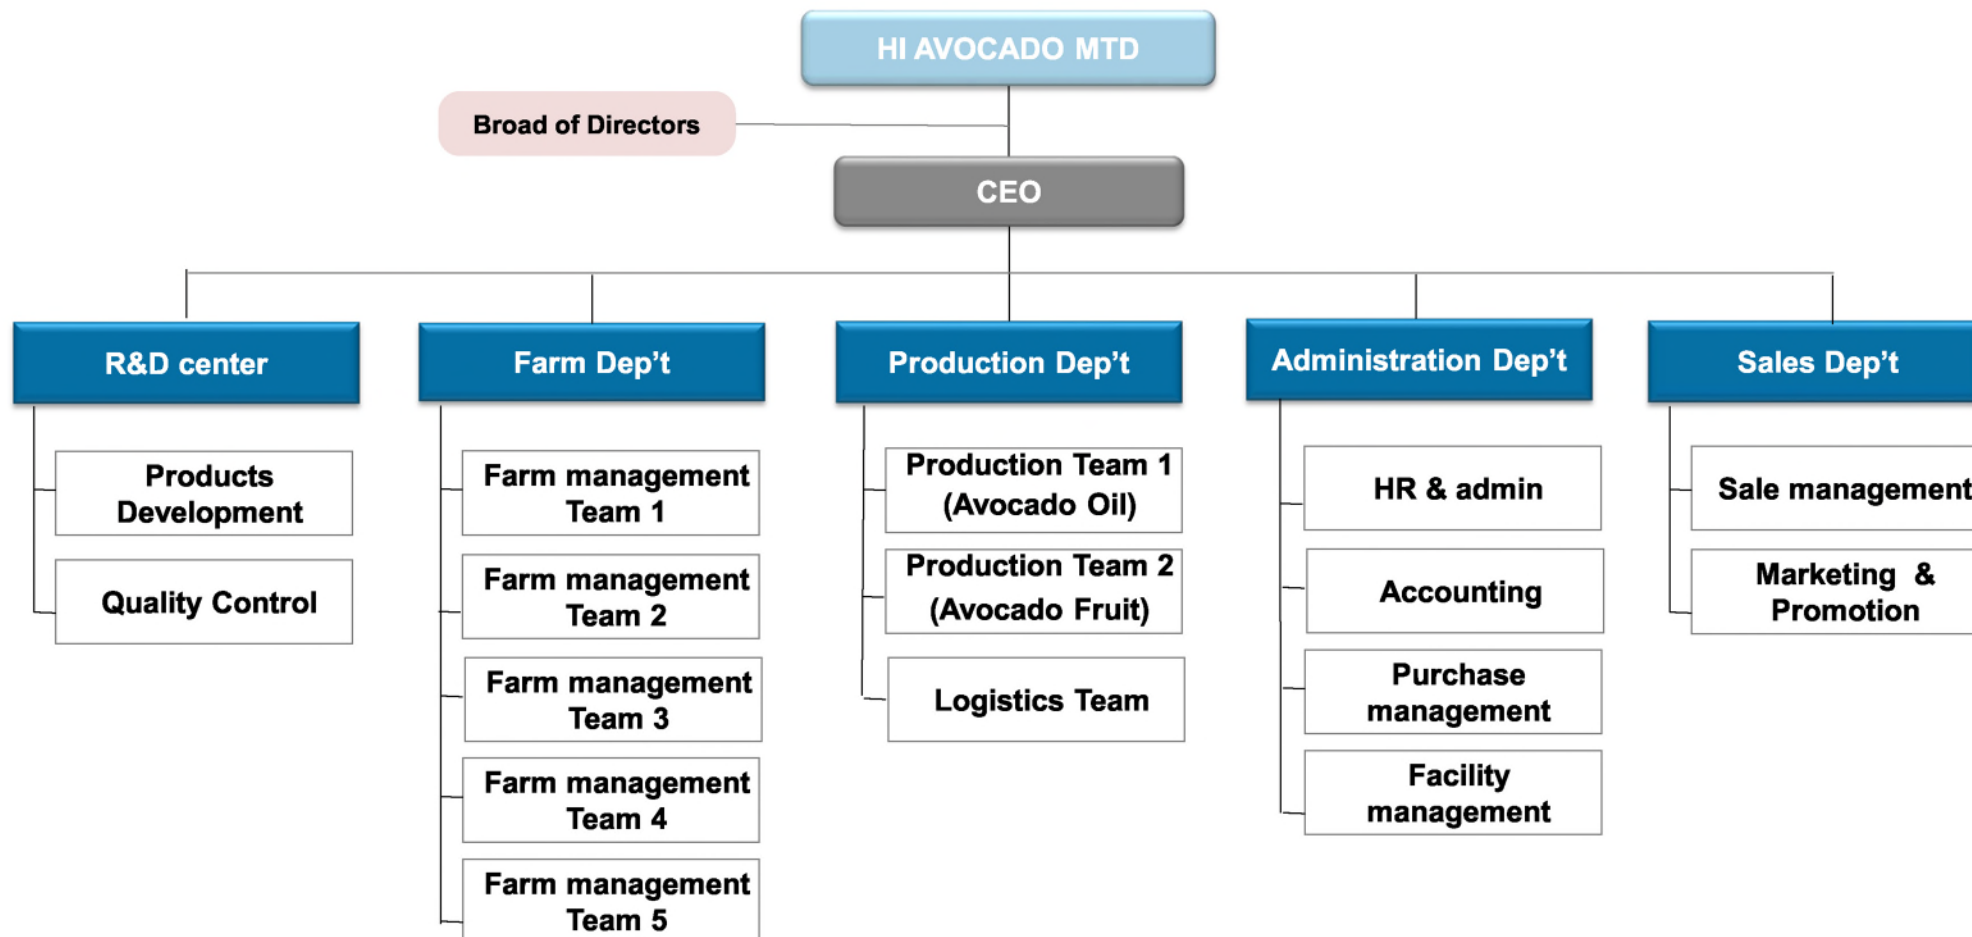 HI AVOCADO MTD
Broad of Directors
CEO
R&D center
Farm Dep’t
Production Dep’t
Administration Dep’t
Sales Dep’t
Products
Development
Quality Control
Farm management
Team 1
Farm management
Team 2
Farm management
Team 3
Farm management
Team 4
Farm management
Team 5
Production Team 1
(Avocado Oil)
Production Team 2
(Avocado Fruit)
Logistics Team
HR & admin
Accounting
Purchase
management
Facility
management
Sale management
Marketing &
Promotion